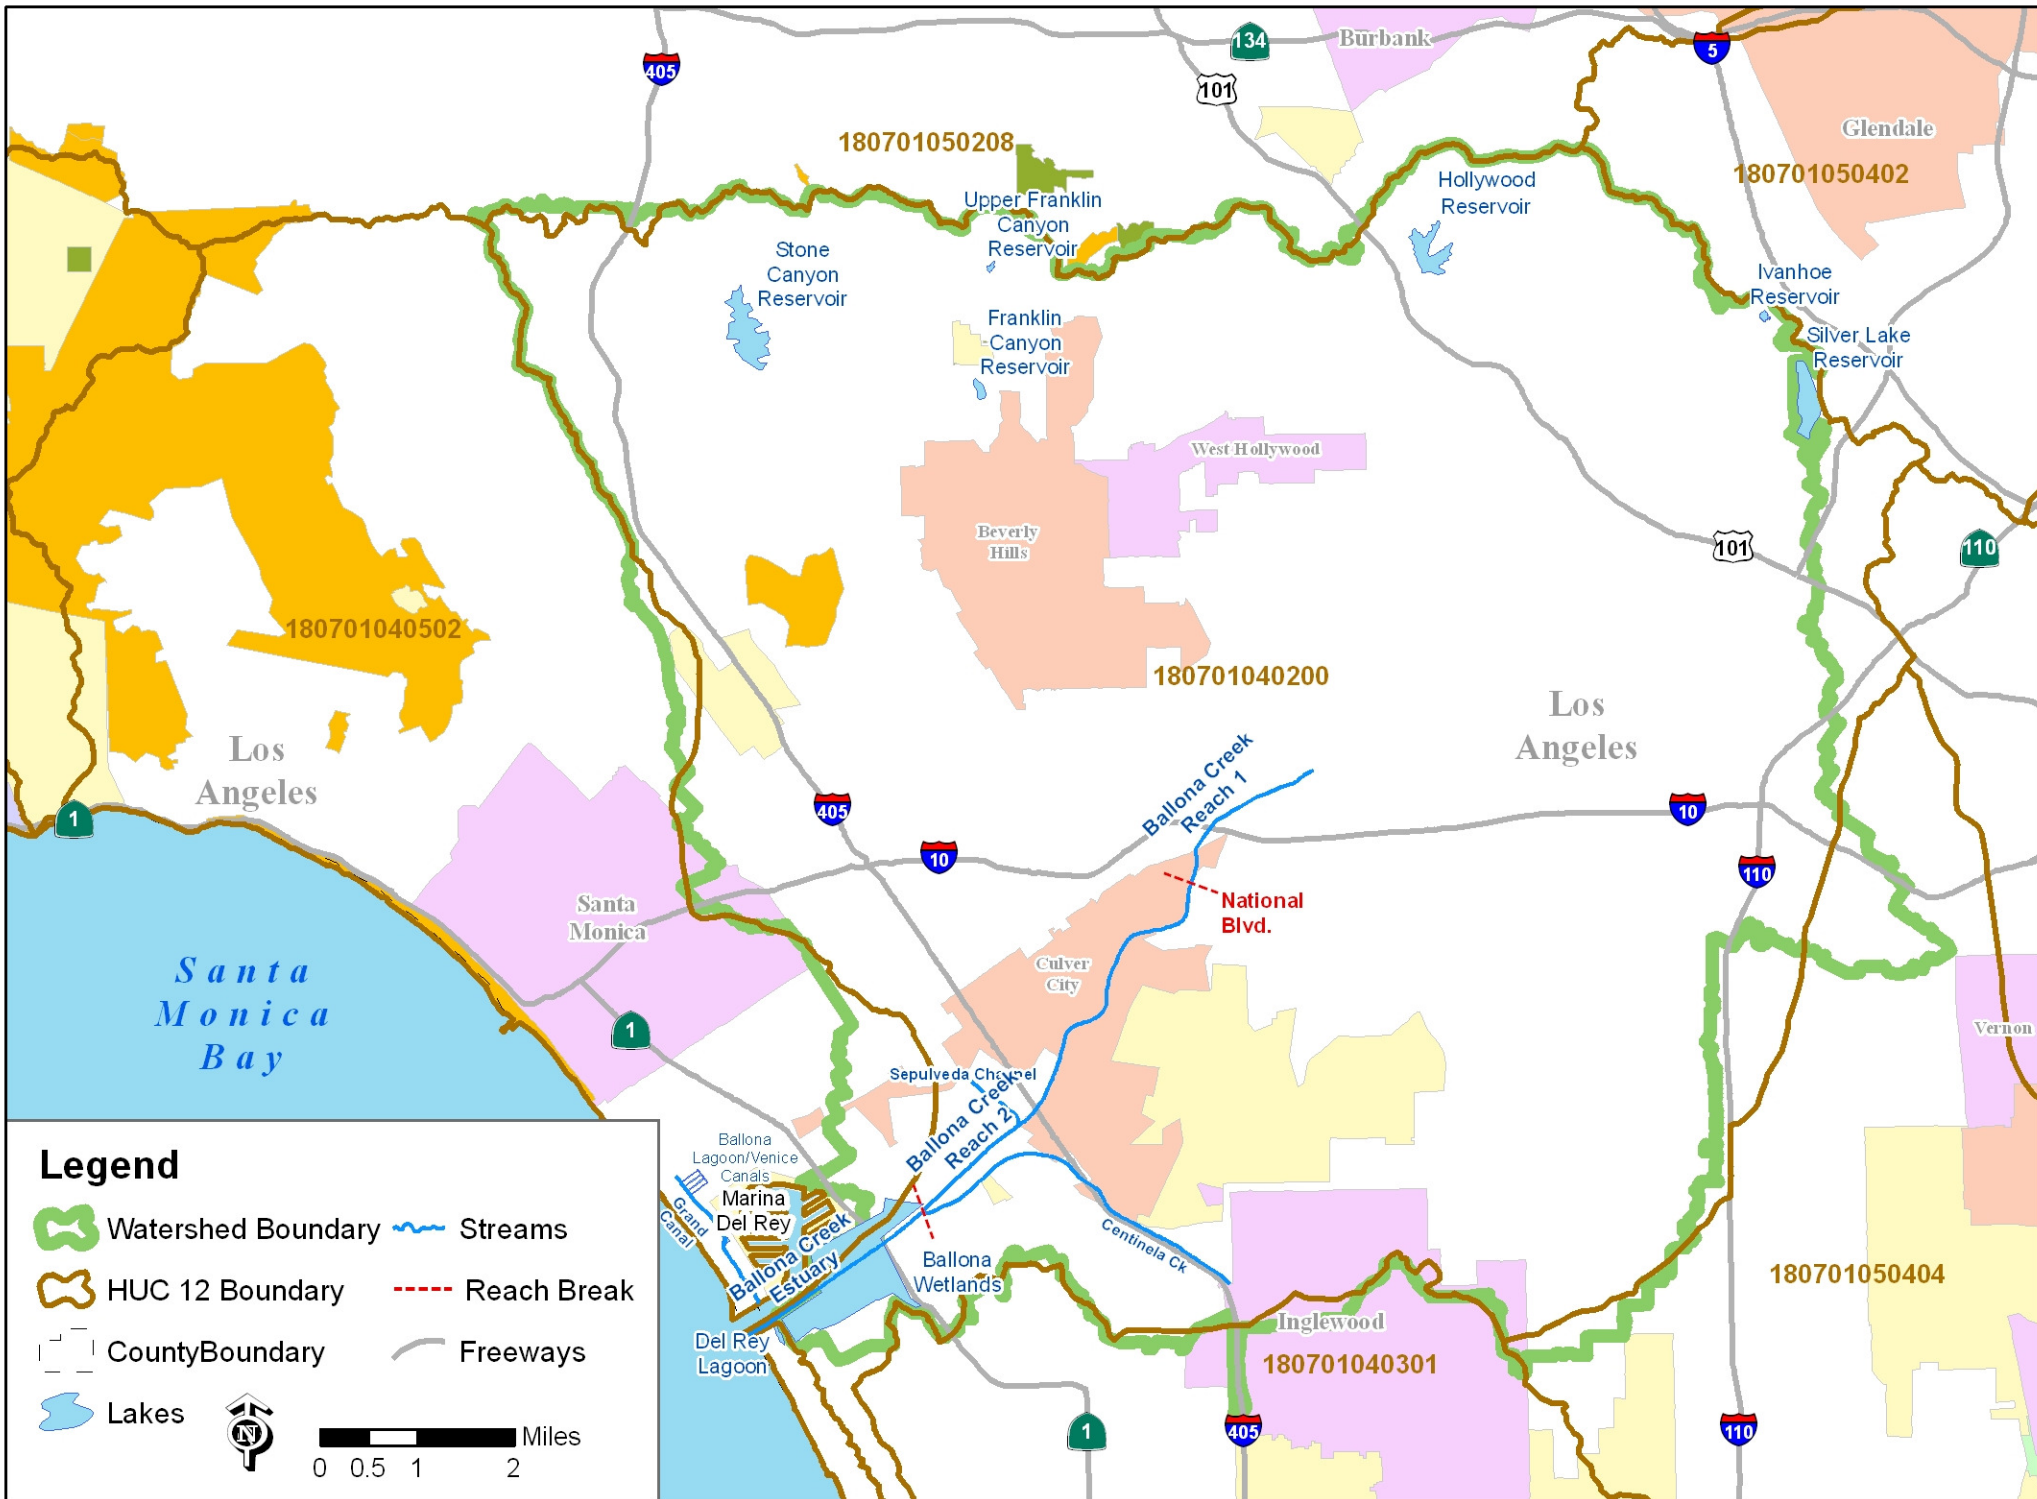 405
134
Burbank
101
5
Glendale
180701050208
180701050402
Hollywood
Reservoir
Upper Franklin
Canyon
Reservoir
Stone
Canyon
Reservoir
Ivanhoe
Reservoir
Franklin
Canyon
Reservoir
Silver Lake
Reservoir
West Hollywood
Beverly
Hills
101
110
180701040502
180701040200
Los
Angeles
Los
Angeles
1
405
10
Ballona Creek
Reach 1
10
110
National
Blvd.
Santa
Monica
Culver
City
Santa
Monica
Bay
1
Vernon
Sepulveda Channel
Ballona Creek
Reach 2
Ballona
Lagoon/Venice
Canals
Marina
Del Rey
Grand
Canal
Ballona Creek
Estuary
Ballona
Wetlands
Centinela Ck
Del Rey
Lagoon
Inglewood
180701040301
180701050404
1
405
110
Legend
Watershed Boundary
Streams
HUC 12 Boundary
Reach Break
CountyBoundary
Freeways
Lakes
N
Miles
0 0.5 1 2